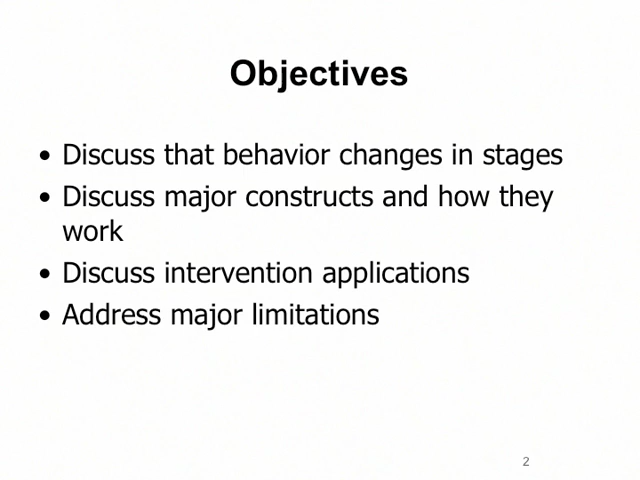 Objectives
• Discuss that behavior changes in stages
• Discuss major constructs and how they
work
• Discuss intervention applications
• Address major limitations
2